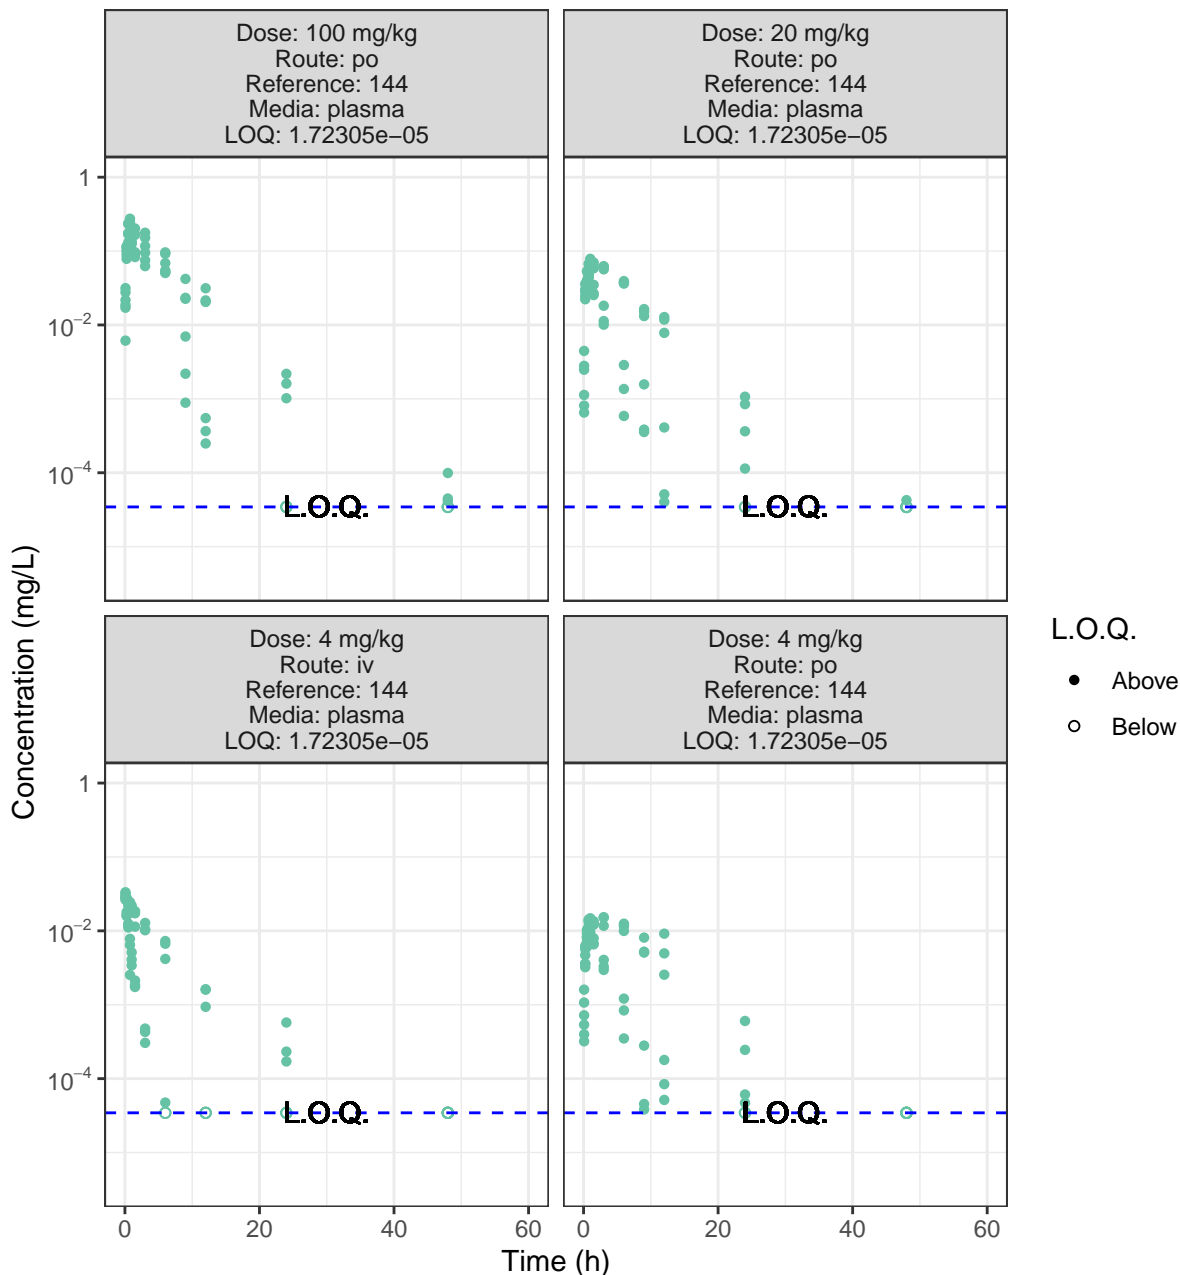 Dose: 100 mg/kg
Route: po
Reference: 144
Media: plasma
LOQ: 1.72305e−05
Dose: 20 mg/kg
Route: po
Reference: 144
Media: plasma
LOQ: 1.72305e−05
1
10⁻²
10⁻⁴
L.O.Q.
L.O.Q.
Dose: 4 mg/kg
Route: iv
Reference: 144
Media: plasma
LOQ: 1.72305e−05
Dose: 4 mg/kg
Route: po
Reference: 144
Media: plasma
LOQ: 1.72305e−05
1
10⁻²
10⁻⁴
L.O.Q.
L.O.Q.
0 20 40 60
0 20 40 60
Time (h)
Concentration (mg/L)
L.O.Q.
Above
Below